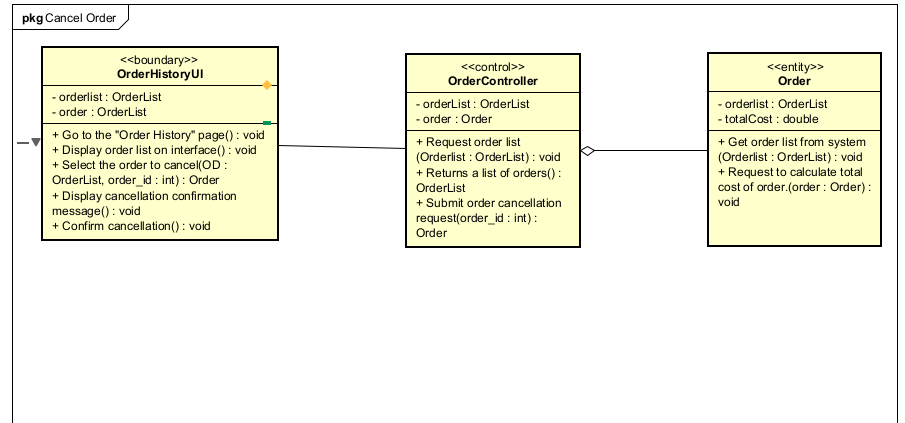 pkg Cancel Order
<<boundary>>
OrderHistoryUI
- orderlist : OrderList
- order : OrderList
+ Go to the "Order History" page() : void
+ Display order list on interface() : void
+ Select the order to cancel(OD :
OrderList, order_id : int) : Order
+ Display cancellation confirmation
message() : void
+ Confirm cancellation() : void
<<control>>
OrderController
- orderList : OrderList
- order : Order
+ Request order list
(Orderlist : OrderList) : void
+ Returns a list of orders() :
OrderList
+ Submit order cancellation
request(order_id : int) :
Order
<<entity>>
Order
- orderlist : OrderList
- totalCost : double
+ Get order list from system
(Orderlist : OrderList) : void
+ Request to calculate total
cost of order.(order : Order) :
void